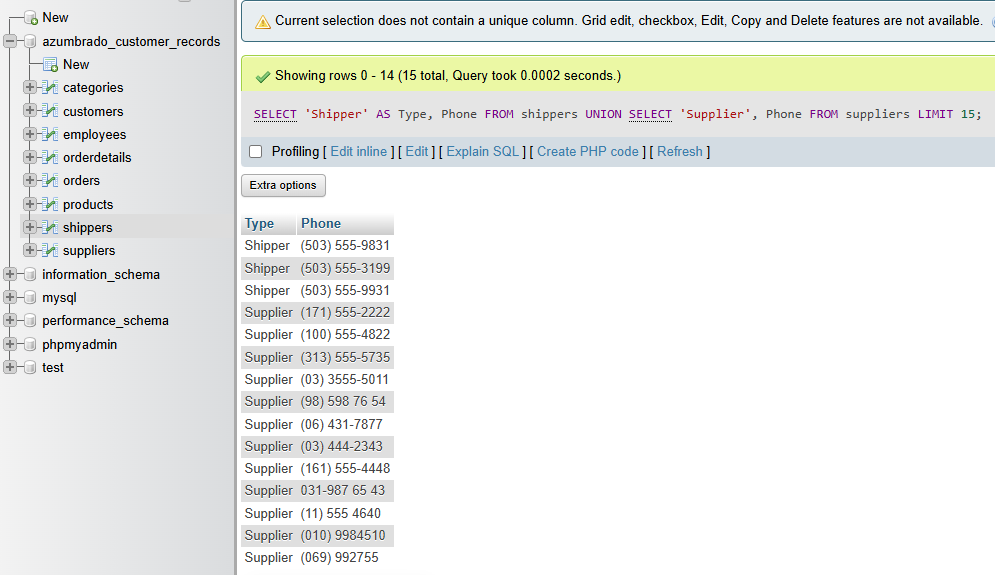 New
azumbrado_customer_records
New
categories
customers
employees
orderdetails
orders
products
shippers
suppliers
information_schema
mysql
performance_schema
phpmyadmin
test
Current selection does not contain a unique column. Grid edit, checkbox, Edit, Copy and Delete features are not available.
Showing rows 0 - 14 (15 total, Query took 0.0002 seconds.)
SELECT 'Shipper' AS Type, Phone FROM shippers UNION SELECT 'Supplier', Phone FROM suppliers LIMIT 15;
Profiling [ Edit inline ] [ Edit ] [ Explain SQL ] [ Create PHP code ] [ Refresh ]
Extra options
Type Phone
Shipper (503) 555-9831
Shipper (503) 555-3199
Shipper (503) 555-9931
Supplier (171) 555-2222
Supplier (100) 555-4822
Supplier (313) 555-5735
Supplier (03) 3555-5011
Supplier (98) 598 76 54
Supplier (06) 431-7877
Supplier (03) 444-2343
Supplier (161) 555-4448
Supplier 031-987 65 43
Supplier (11) 555 4640
Supplier (010) 9984510
Supplier (069) 992755